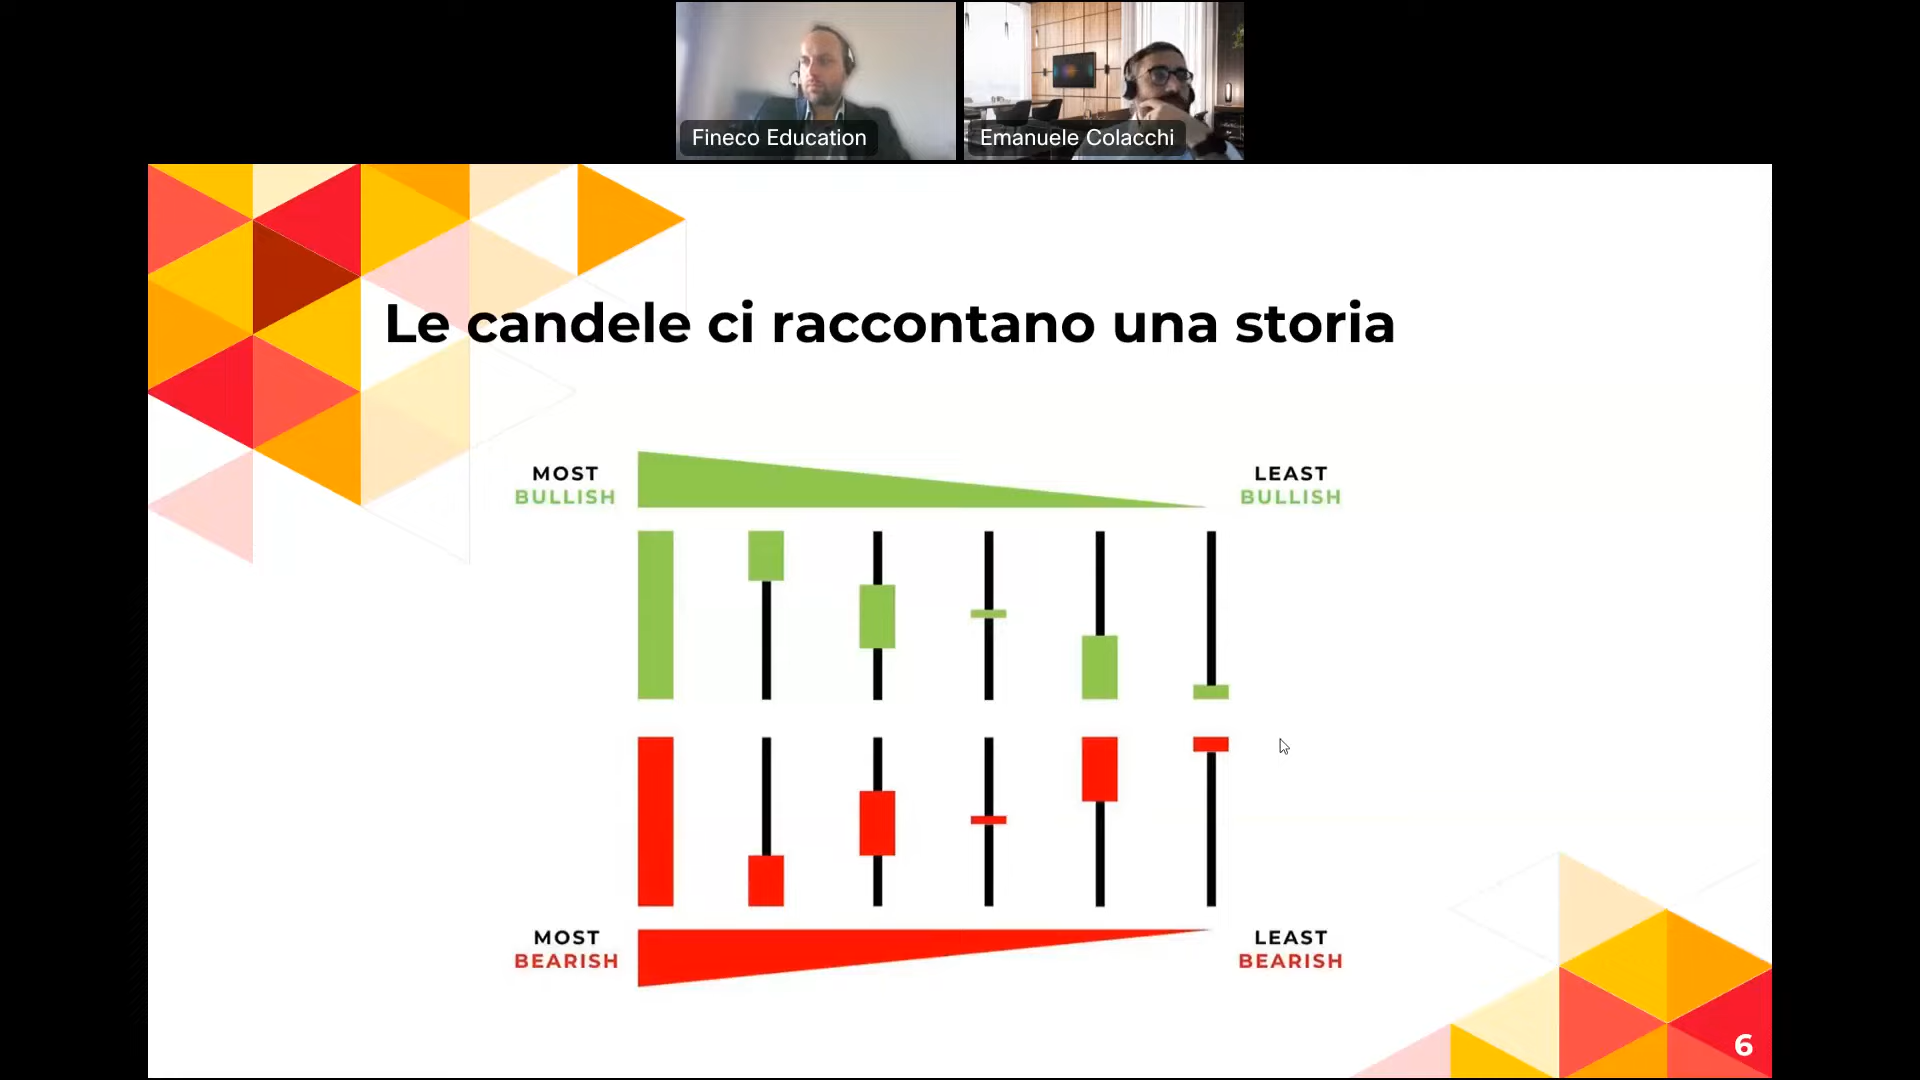 Fineco Education
Emanuele Colacchi
Le candele ci raccontano una storia
MOST
BULLISH
LEAST
BULLISH
MOST
BEARISH
LEAST
BEARISH
6